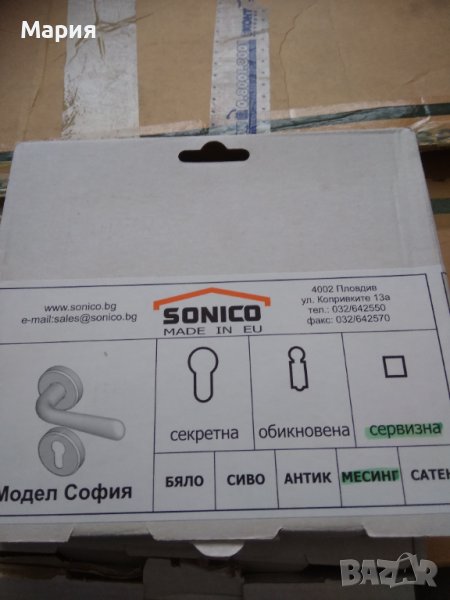 Мария
www.sonico.bg
e-mail:sales@sonico.bg
SONICO
MADE IN EU
4002 Пловдив
ул. Копривките 13а
тел.: 032/642550
факс: 032/642570
секретна
обикновена
сервизна
Модел София
БЯЛО
СИВО
АНТИК
МЕСИНГ
САТЕН
BAZAR